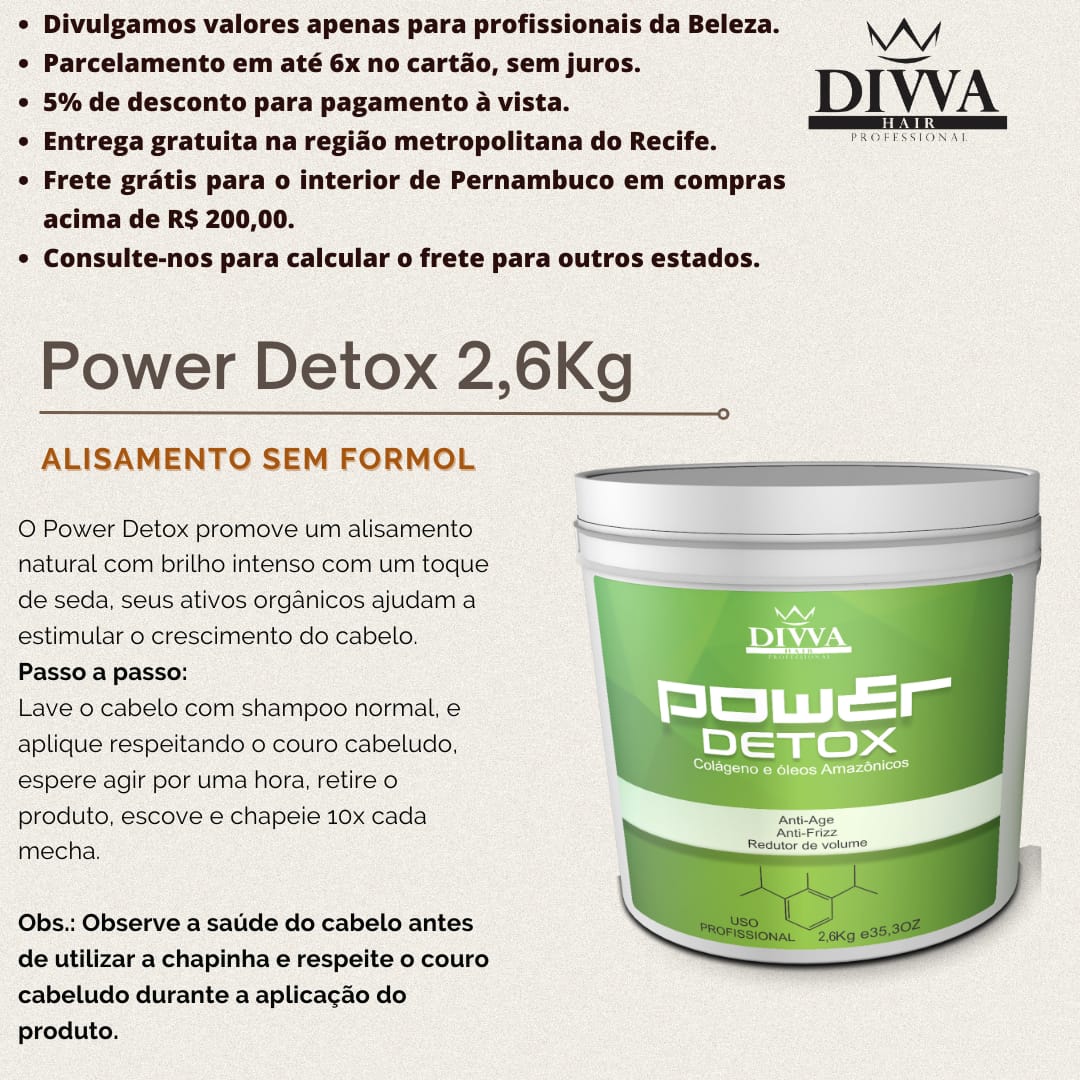 • Divulgamos valores apenas para profissionais da Beleza.
• Parcelamento em até 6x no cartão, sem juros.
• 5% de desconto para pagamento à vista.
• Entrega gratuita na região metropolitana do Recife.
• Frete grátis para o interior de Pernambuco em compras
acima de R$ 200,00.
• Consulte-nos para calcular o frete para outros estados.
DIVVA
HAIR
PROFESSIONAL
Power Detox 2,6Kg
ALISAMENTO SEM FORMOL
O Power Detox promove um alisamento
natural com brilho intenso com um toque
de seda, seus ativos orgânicos ajudam a
estimular o crescimento do cabelo.
Passo a passo:
Lave o cabelo com shampoo normal, e
aplique respeitando o couro cabeludo,
espere agir por uma hora, retire o
produto, escove e chapeie 10x cada
mecha.
Obs.: Observe a saúde do cabelo antes
de utilizar a chapinha e respeite o couro
cabeludo durante a aplicação do
produto.
DIVVA
HAIR
PROFESSIONAL
POWER
DETOX
Colágeno e óleos Amazônicos
Anti-Age
Anti-Frizz
Redutor de volume
USO
PROFISSIONAL
2,6Kg e35,3OZ